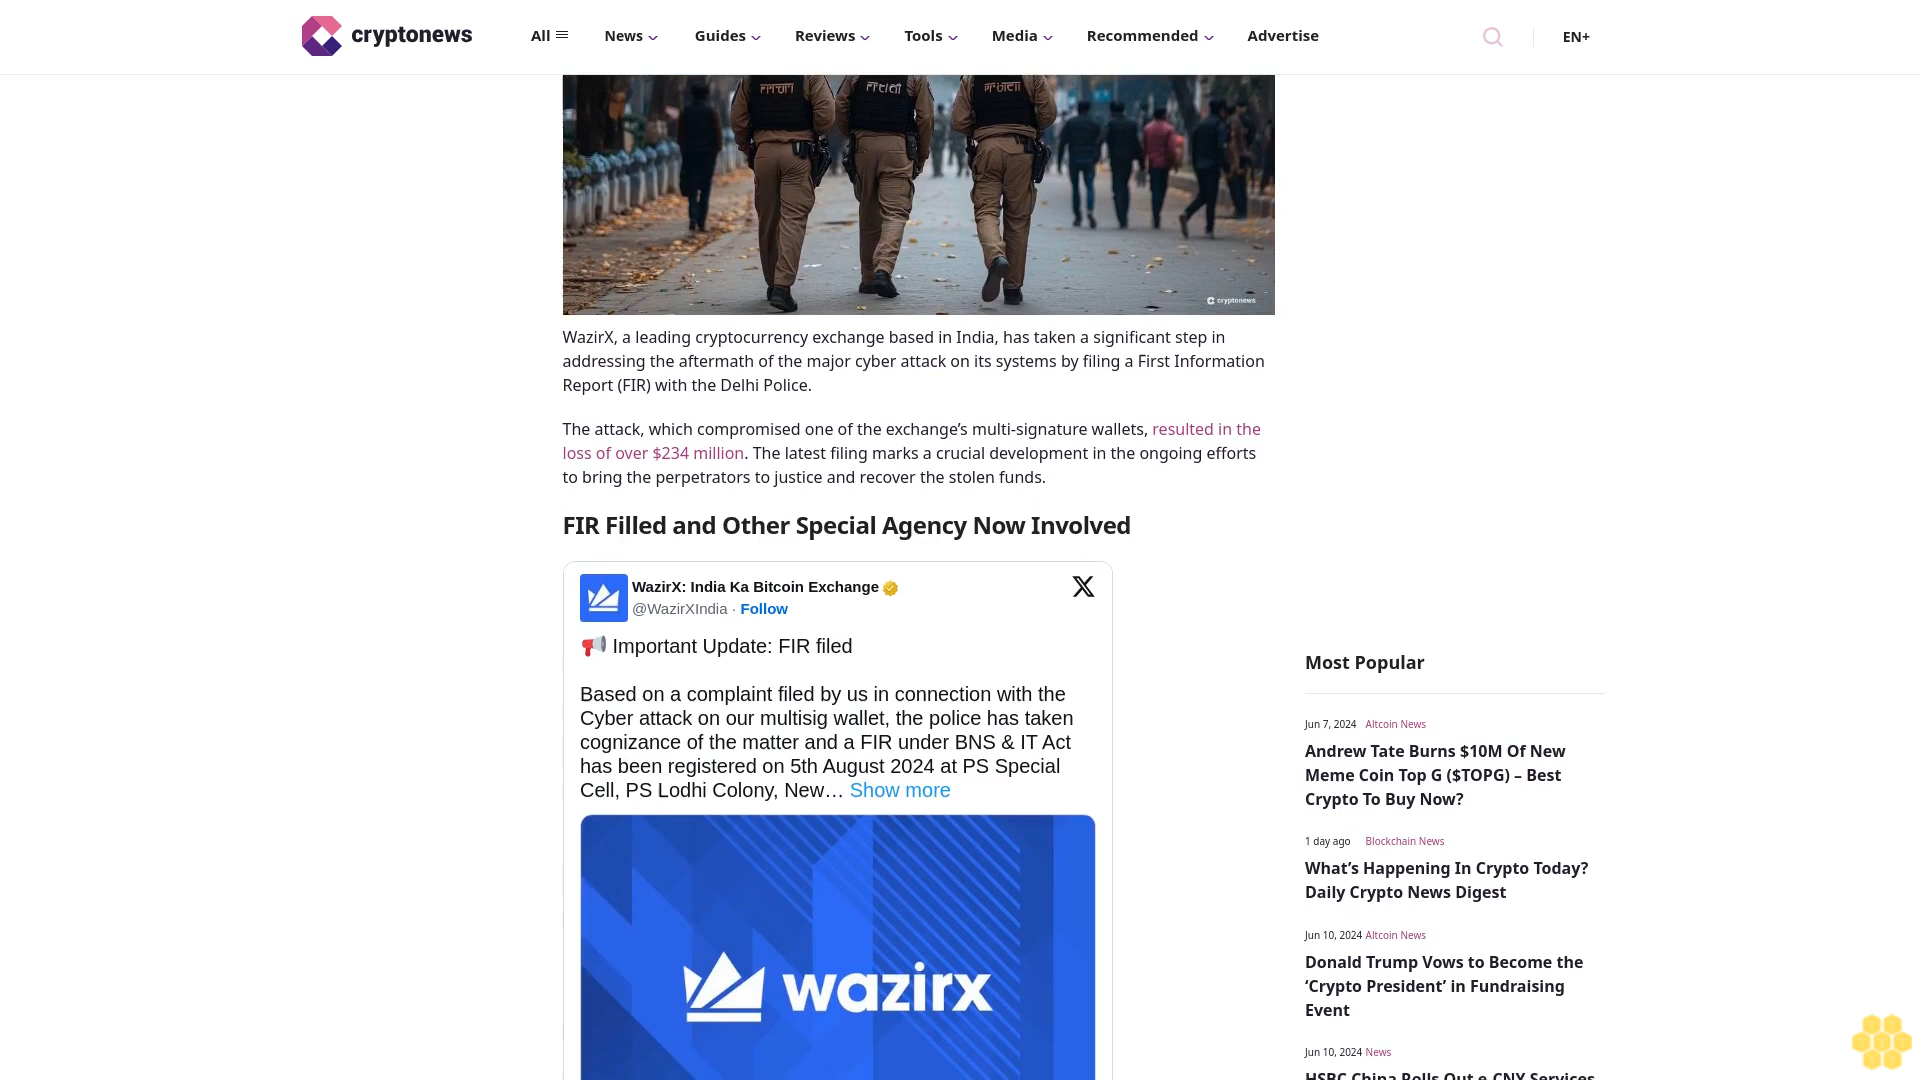 cryptonews
All
News
Guides
Reviews
Tools
Media
Recommended
Advertise
EN+
cryptonews
WazirX, a leading cryptocurrency exchange based in India, has taken a significant step in
addressing the aftermath of the major cyber attack on its systems by filing a First Information
Report (FIR) with the Delhi Police.
The attack, which compromised one of the exchange’s multi-signature wallets, resulted in the
loss of over $234 million. The latest filing marks a crucial development in the ongoing efforts
to bring the perpetrators to justice and recover the stolen funds.
FIR Filled and Other Special Agency Now Involved
WazirX: India Ka Bitcoin Exchange
@WazirXIndia · Follow
Important Update: FIR filed
Based on a complaint filed by us in connection with the
Cyber attack on our multisig wallet, the police has taken
cognizance of the matter and a FIR under BNS & IT Act
has been registered on 5th August 2024 at PS Special
Cell, PS Lodhi Colony, New… Show more
wazirx
Most Popular
Jun 7, 2024 Altcoin News
Andrew Tate Burns $10M Of New
Meme Coin Top G ($TOPG) – Best
Crypto To Buy Now?
1 day ago Blockchain News
What’s Happening In Crypto Today?
Daily Crypto News Digest
Jun 10, 2024 Altcoin News
Donald Trump Vows to Become the
‘Crypto President’ in Fundraising
Event
Jun 10, 2024 News
HSBC China Rolls Out e-CNY Services